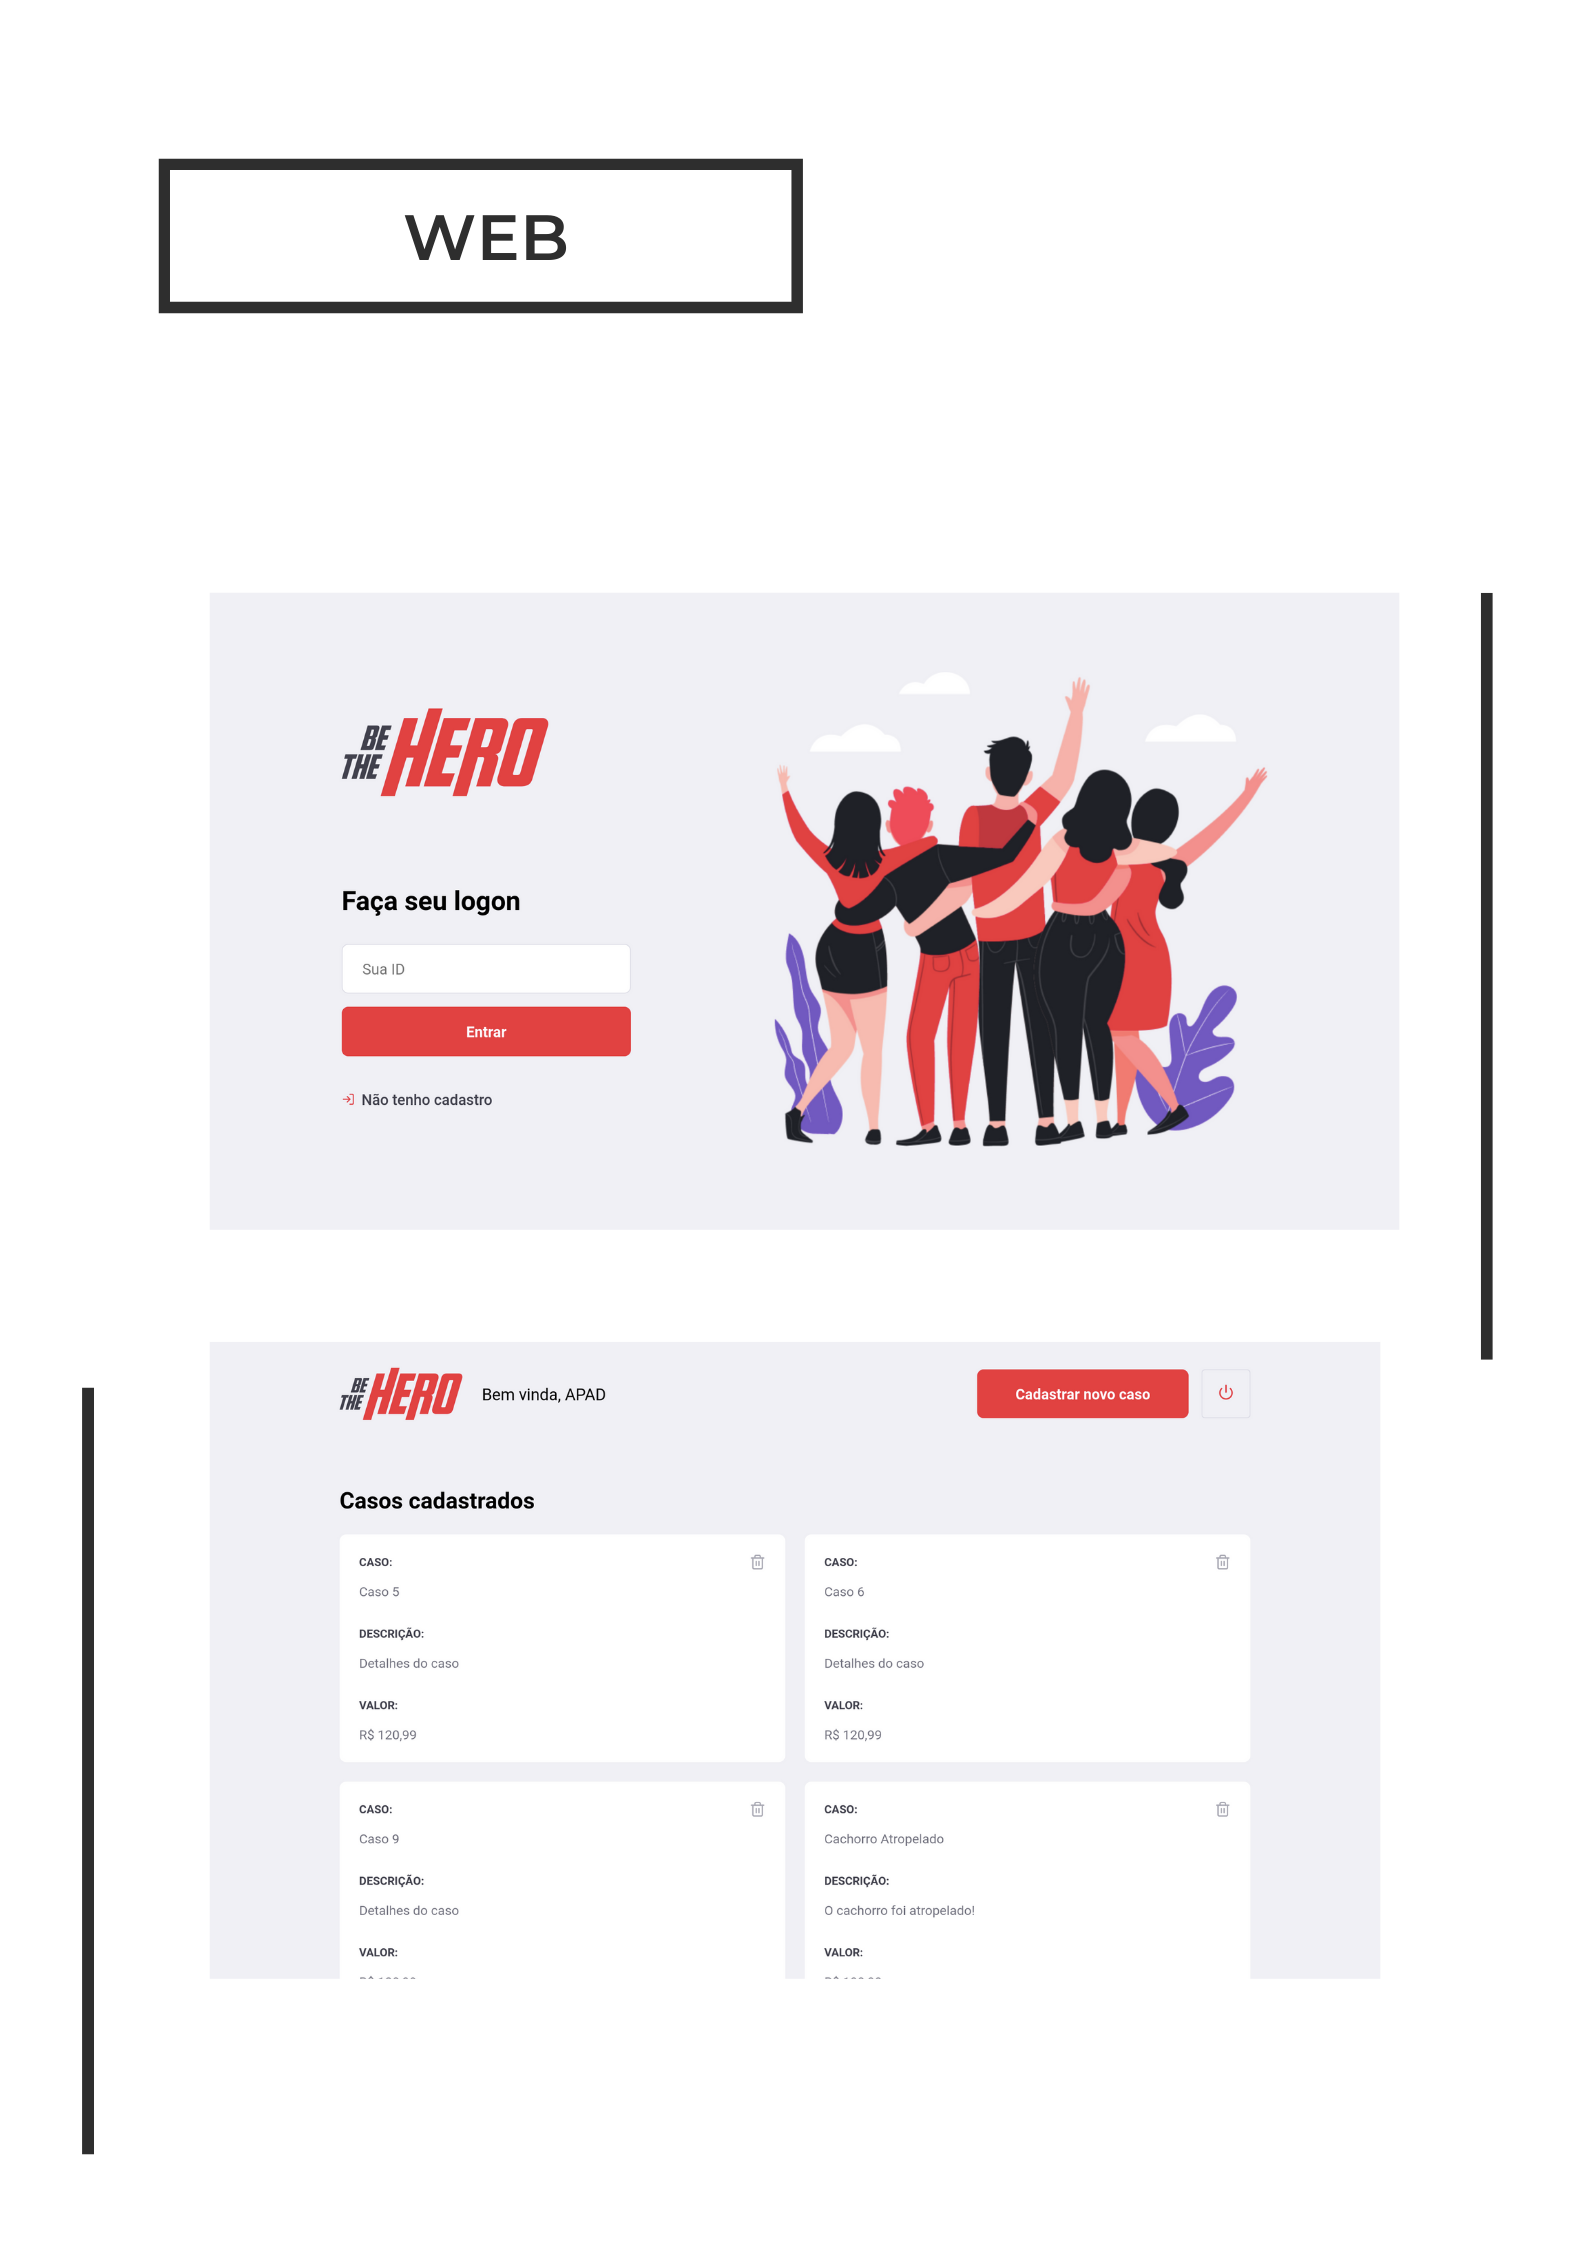 WEB
BE
THE HERO
Faça seu logon
Sua ID
Entrar
Não tenho cadastro
BE
THE HERO
Bem vinda, APAD
Cadastrar novo caso
Casos cadastrados
CASO:
Caso 5
DESCRIÇÃO:
Detalhes do caso
VALOR:
R$ 120,99
CASO:
Caso 6
DESCRIÇÃO:
Detalhes do caso
VALOR:
R$ 120,99
CASO:
Caso 9
DESCRIÇÃO:
Detalhes do caso
VALOR:
CASO:
Cachorro Atropelado
DESCRIÇÃO:
O cachorro foi atropelado!
VALOR: